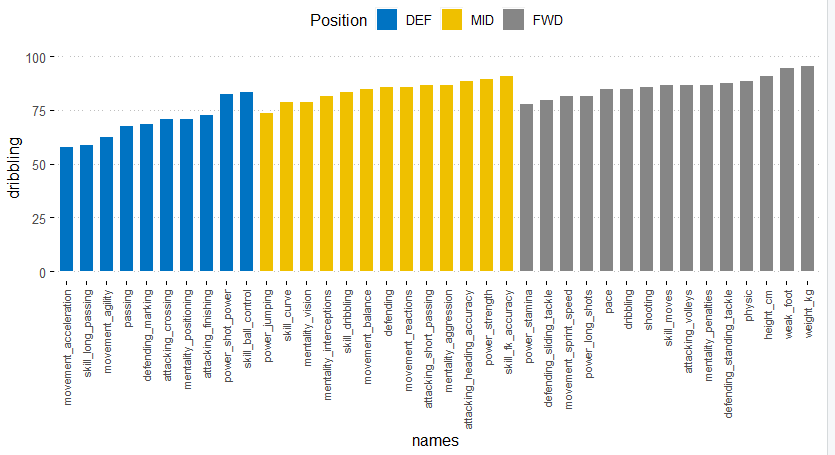 Position DEF MID FWD
100
75
50
25
0
dribbling
movement_acceleration
skill_long_passing
movement_agility
passing
defending_marking
attacking_crossing
mentality_positioning
attacking_finishing
power_shot_power
skill_ball_control
power_jumping
skill_curve
mentality_vision
mentality_interceptions
skill_dribbling
movement_balance
defending
movement_reactions
attacking_short_passing
mentality_aggression
attacking_heading_accuracy
power_strength
skill_fk_accuracy
power_stamina
defending_sliding_tackle
movement_sprint_speed
power_long_shots
pace
dribbling
shooting
skill_moves
attacking_volleys
mentality_penalties
defending_standing_tackle
physic
height_cm
weak_foot
weight_kg
names